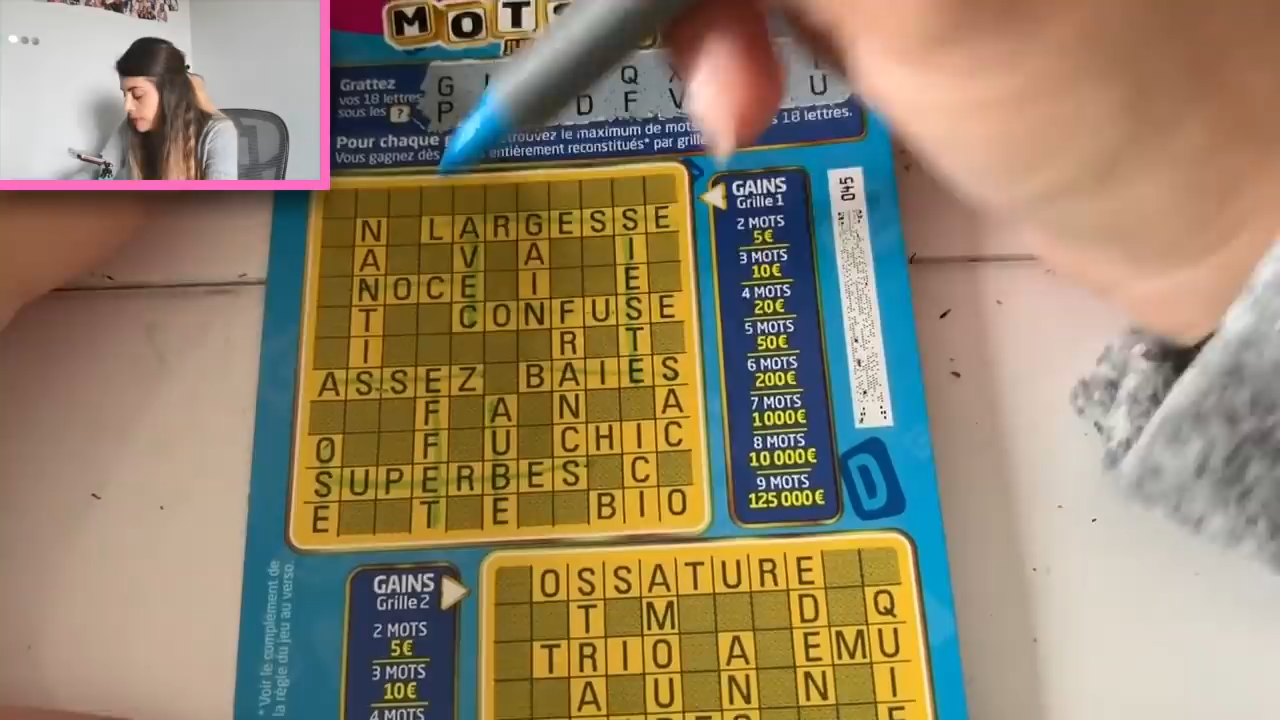 MOT
Grattez
vos 18 lettres
sous les ?
G Q U
P D F V
Pour chaque
trouvez le maximum de mots
18 lettres.
Vous gagnez dès
entièrement reconstitués* par grille
N LARGESSE
A V A I
NOCE I E
T CONFUSE
I R T
ASSEZ BAIES
F A N A
O F U CHIC
SUPERBES C
E T E BIO
GAINS
Grille 1
2 MOTS
5€
3 MOTS
10€
4 MOTS
20€
5 MOTS
50€
6 MOTS
200€
7 MOTS
1000€
8 MOTS
10 000€
9 MOTS
125 000€
045
D
GAINS
Grille 2
2 MOTS
5€
3 MOTS
10€
4 MOTS
OSSATURE
T M D Q
TRIO A EMU
A U N N I
* Voir le complément de
la règle du jeu au verso.